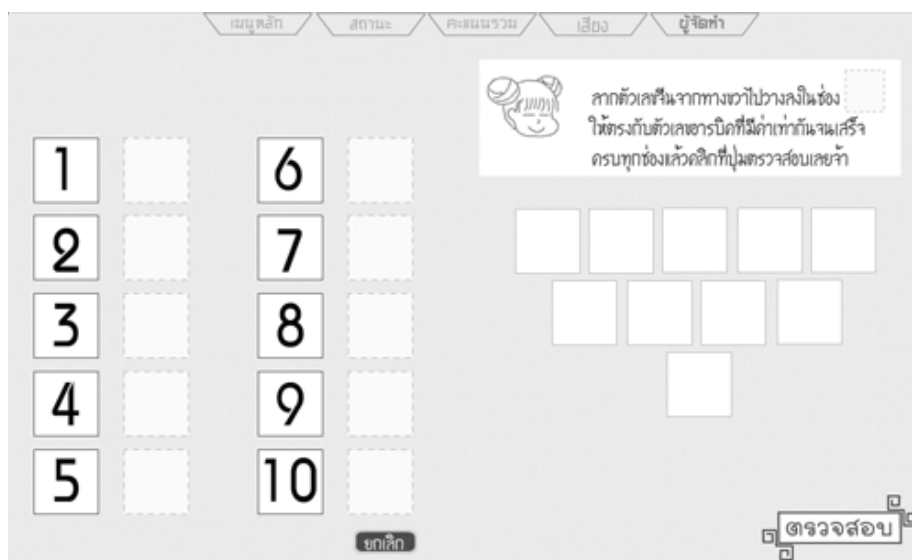 เมนูหลัก
สถานะ
คะแนนรวม
เสียง
ผู้จัดทำ
ลากตัวเลขจีนจากทางขวาไปวางลงในช่อง
ให้ตรงกับตัวเลขอารบิคที่มีค่าเท่ากันจนเสร็จ
ครบทุกช่องแล้วคลิกที่ปุ่มตรวจสอบเลยจ้า
1
6
2
7
3
8
4
9
5
10
ยกเลิก
ตรวจสอบ